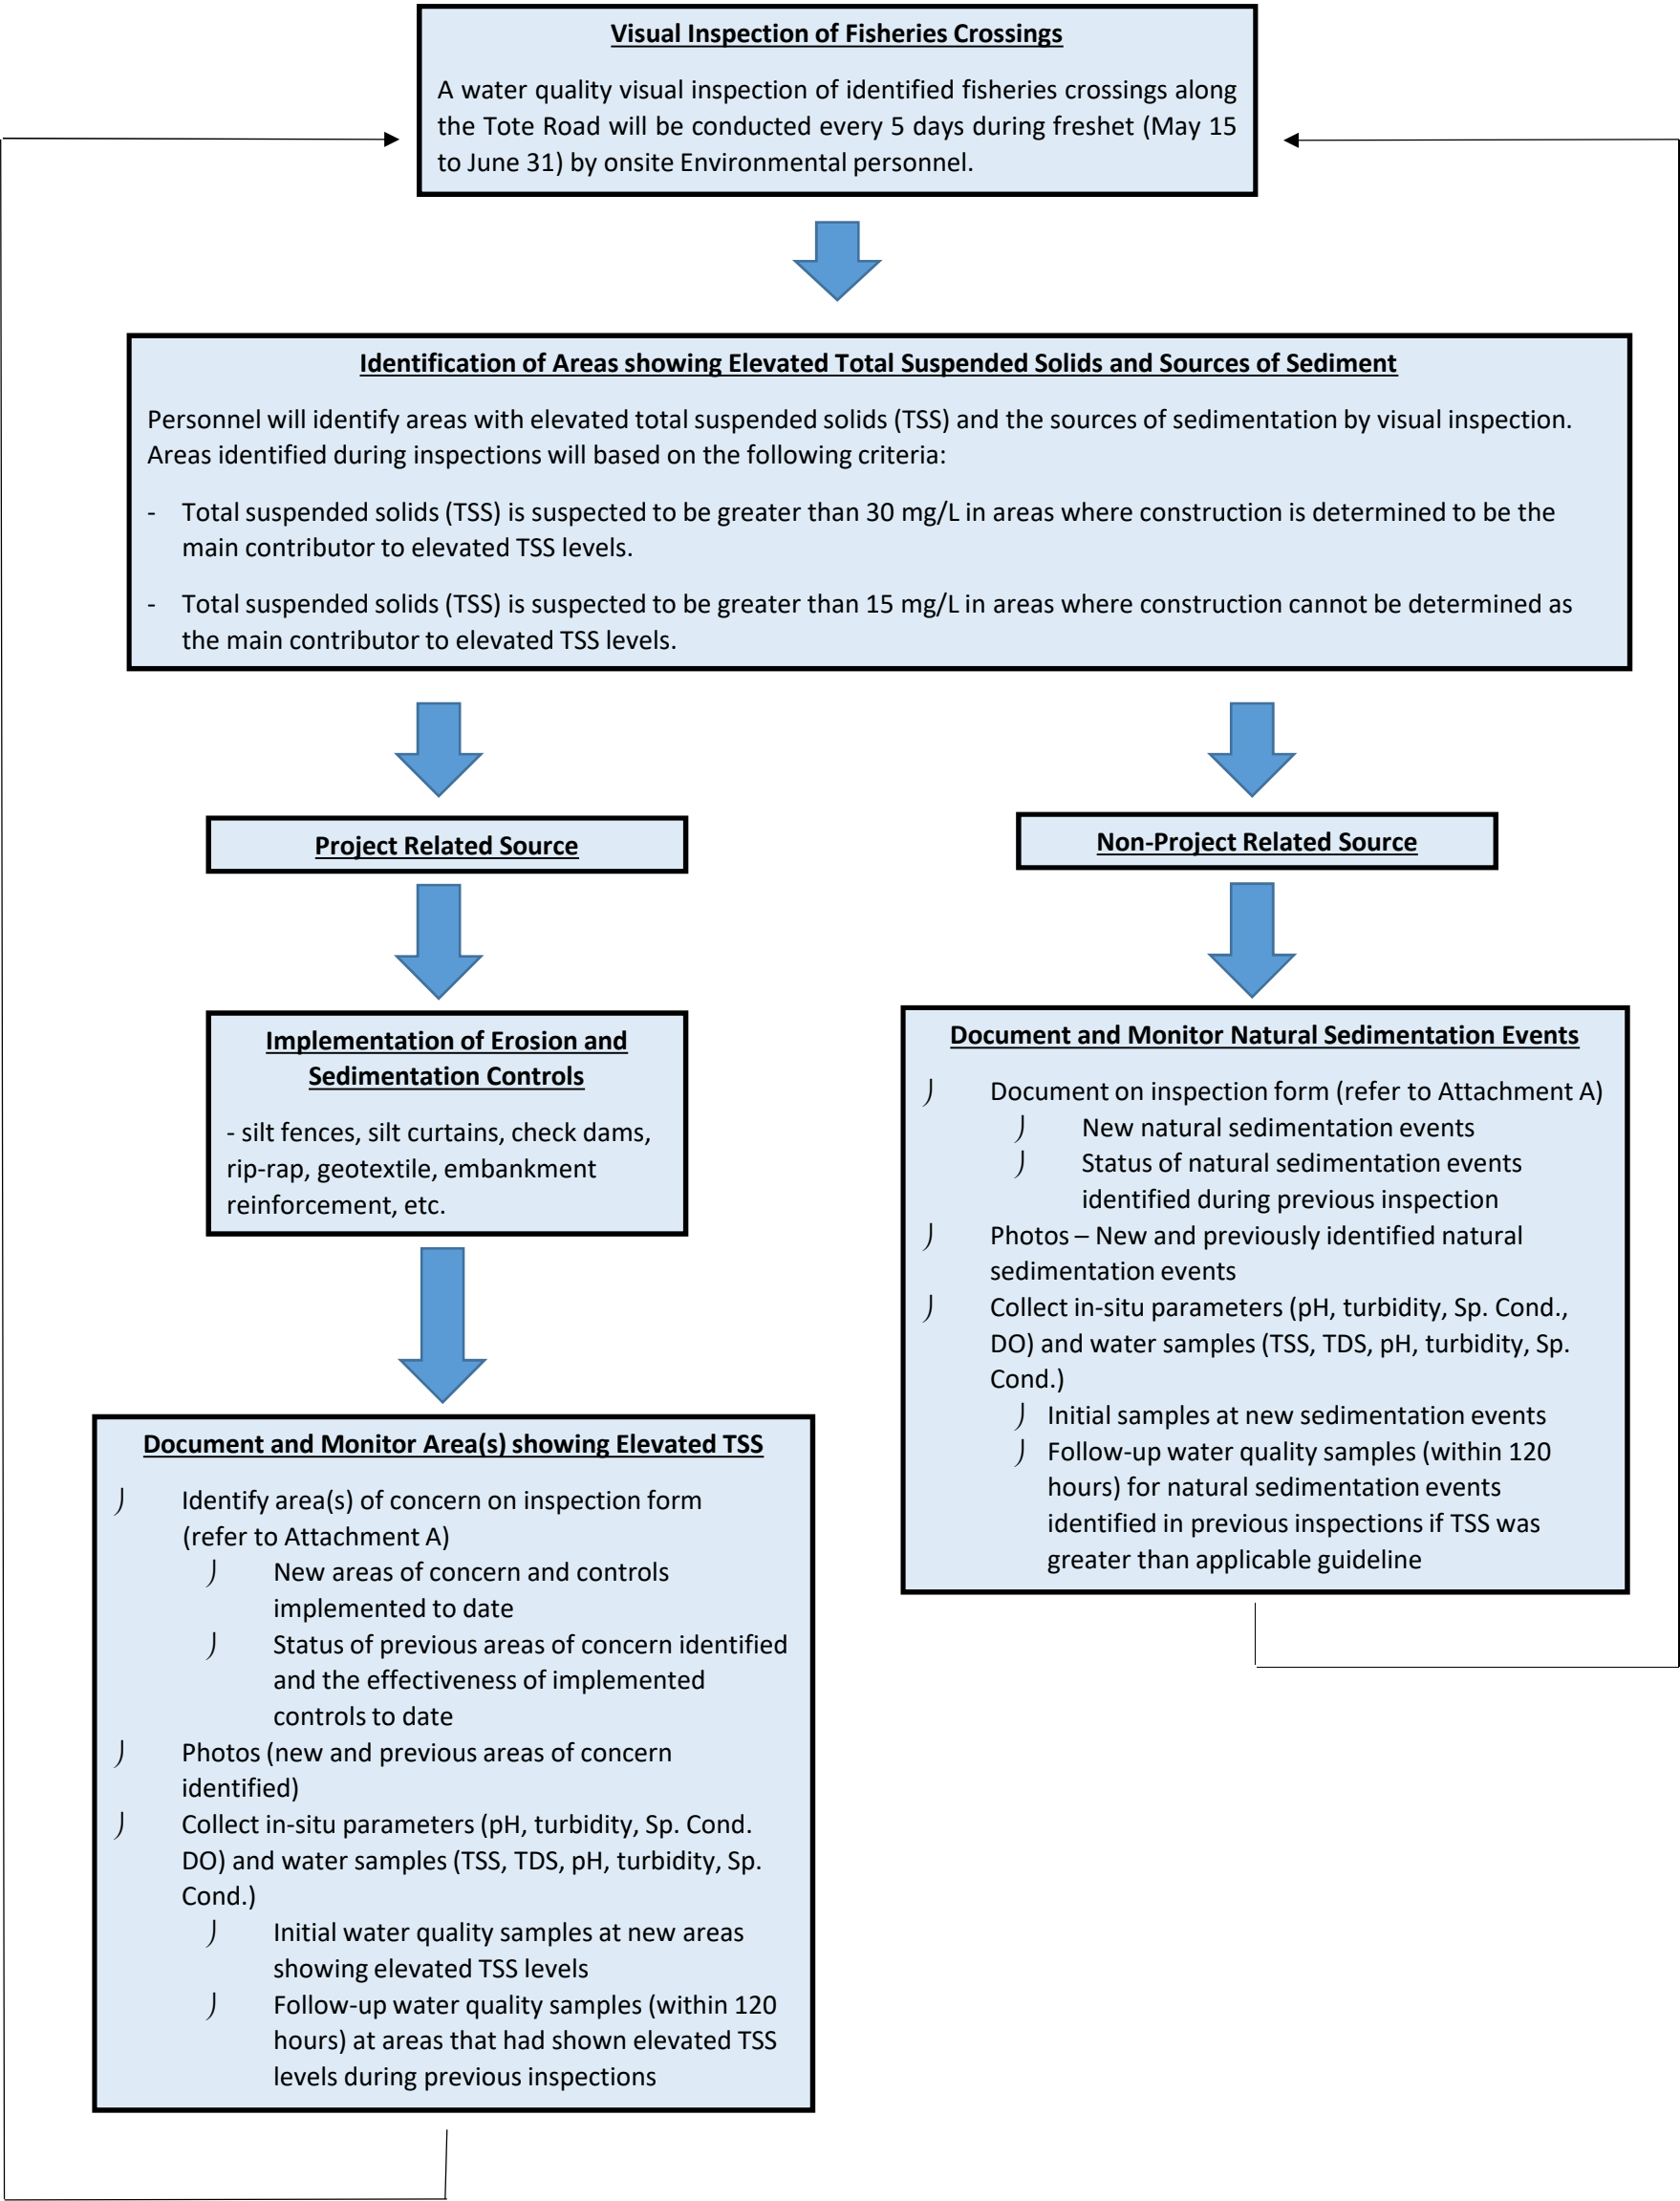 Visual Inspection of Fisheries Crossings
A water quality visual inspection of identified fisheries crossings along
the Tote Road will be conducted every 5 days during freshet (May 15
to June 31) by onsite Environmental personnel.
Identification of Areas showing Elevated Total Suspended Solids and Sources of Sediment
Personnel will identify areas with elevated total suspended solids (TSS) and the sources of sedimentation by visual inspection.
Areas identified during inspections will based on the following criteria:
- Total suspended solids (TSS) is suspected to be greater than 30 mg/L in areas where construction is determined to be the
main contributor to elevated TSS levels.
- Total suspended solids (TSS) is suspected to be greater than 15 mg/L in areas where construction cannot be determined as
the main contributor to elevated TSS levels.
Project Related Source
Implementation of Erosion and
Sedimentation Controls
- silt fences, silt curtains, check dams,
rip-rap, geotextile, embankment
reinforcement, etc.
Document and Monitor Area(s) showing Elevated TSS
⌡ Identify area(s) of concern on inspection form
(refer to Attachment A)
⌡ New areas of concern and controls
implemented to date
⌡ Status of previous areas of concern identified
and the effectiveness of implemented
controls to date
⌡ Photos (new and previous areas of concern
identified)
⌡ Collect in-situ parameters (pH, turbidity, Sp. Cond.
DO) and water samples (TSS, TDS, pH, turbidity, Sp.
Cond.)
⌡ Initial water quality samples at new areas
showing elevated TSS levels
⌡ Follow-up water quality samples (within 120
hours) at areas that had shown elevated TSS
levels during previous inspections
Non-Project Related Source
Document and Monitor Natural Sedimentation Events
⌡ Document on inspection form (refer to Attachment A)
⌡ New natural sedimentation events
⌡ Status of natural sedimentation events
identified during previous inspection
⌡ Photos – New and previously identified natural
sedimentation events
⌡ Collect in-situ parameters (pH, turbidity, Sp. Cond.,
DO) and water samples (TSS, TDS, pH, turbidity, Sp.
Cond.)
⌡ Initial samples at new sedimentation events
⌡ Follow-up water quality samples (within 120
hours) for natural sedimentation events
identified in previous inspections if TSS was
greater than applicable guideline